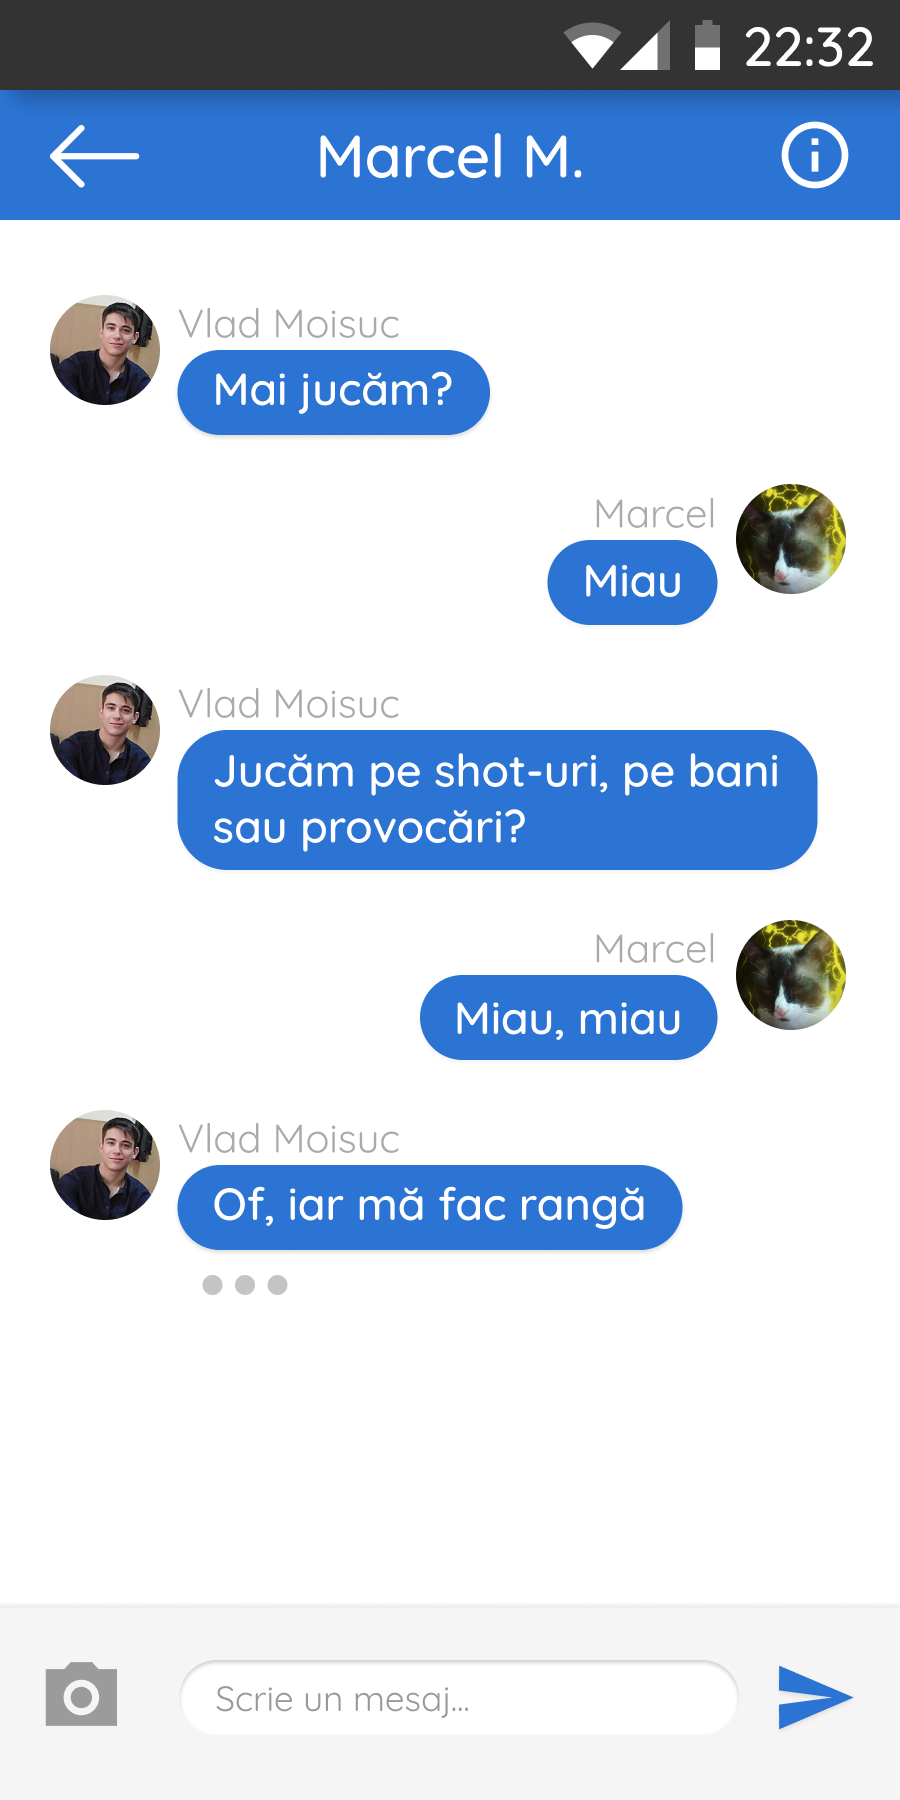 22:32
Marcel M.
Vlad Moisuc
Mai jucăm?
Marcel
Miau
Vlad Moisuc
Jucăm pe shot-uri, pe bani
sau provocări?
Marcel
Miau, miau
Vlad Moisuc
Of, iar mă fac rangă
Scrie un mesaj...